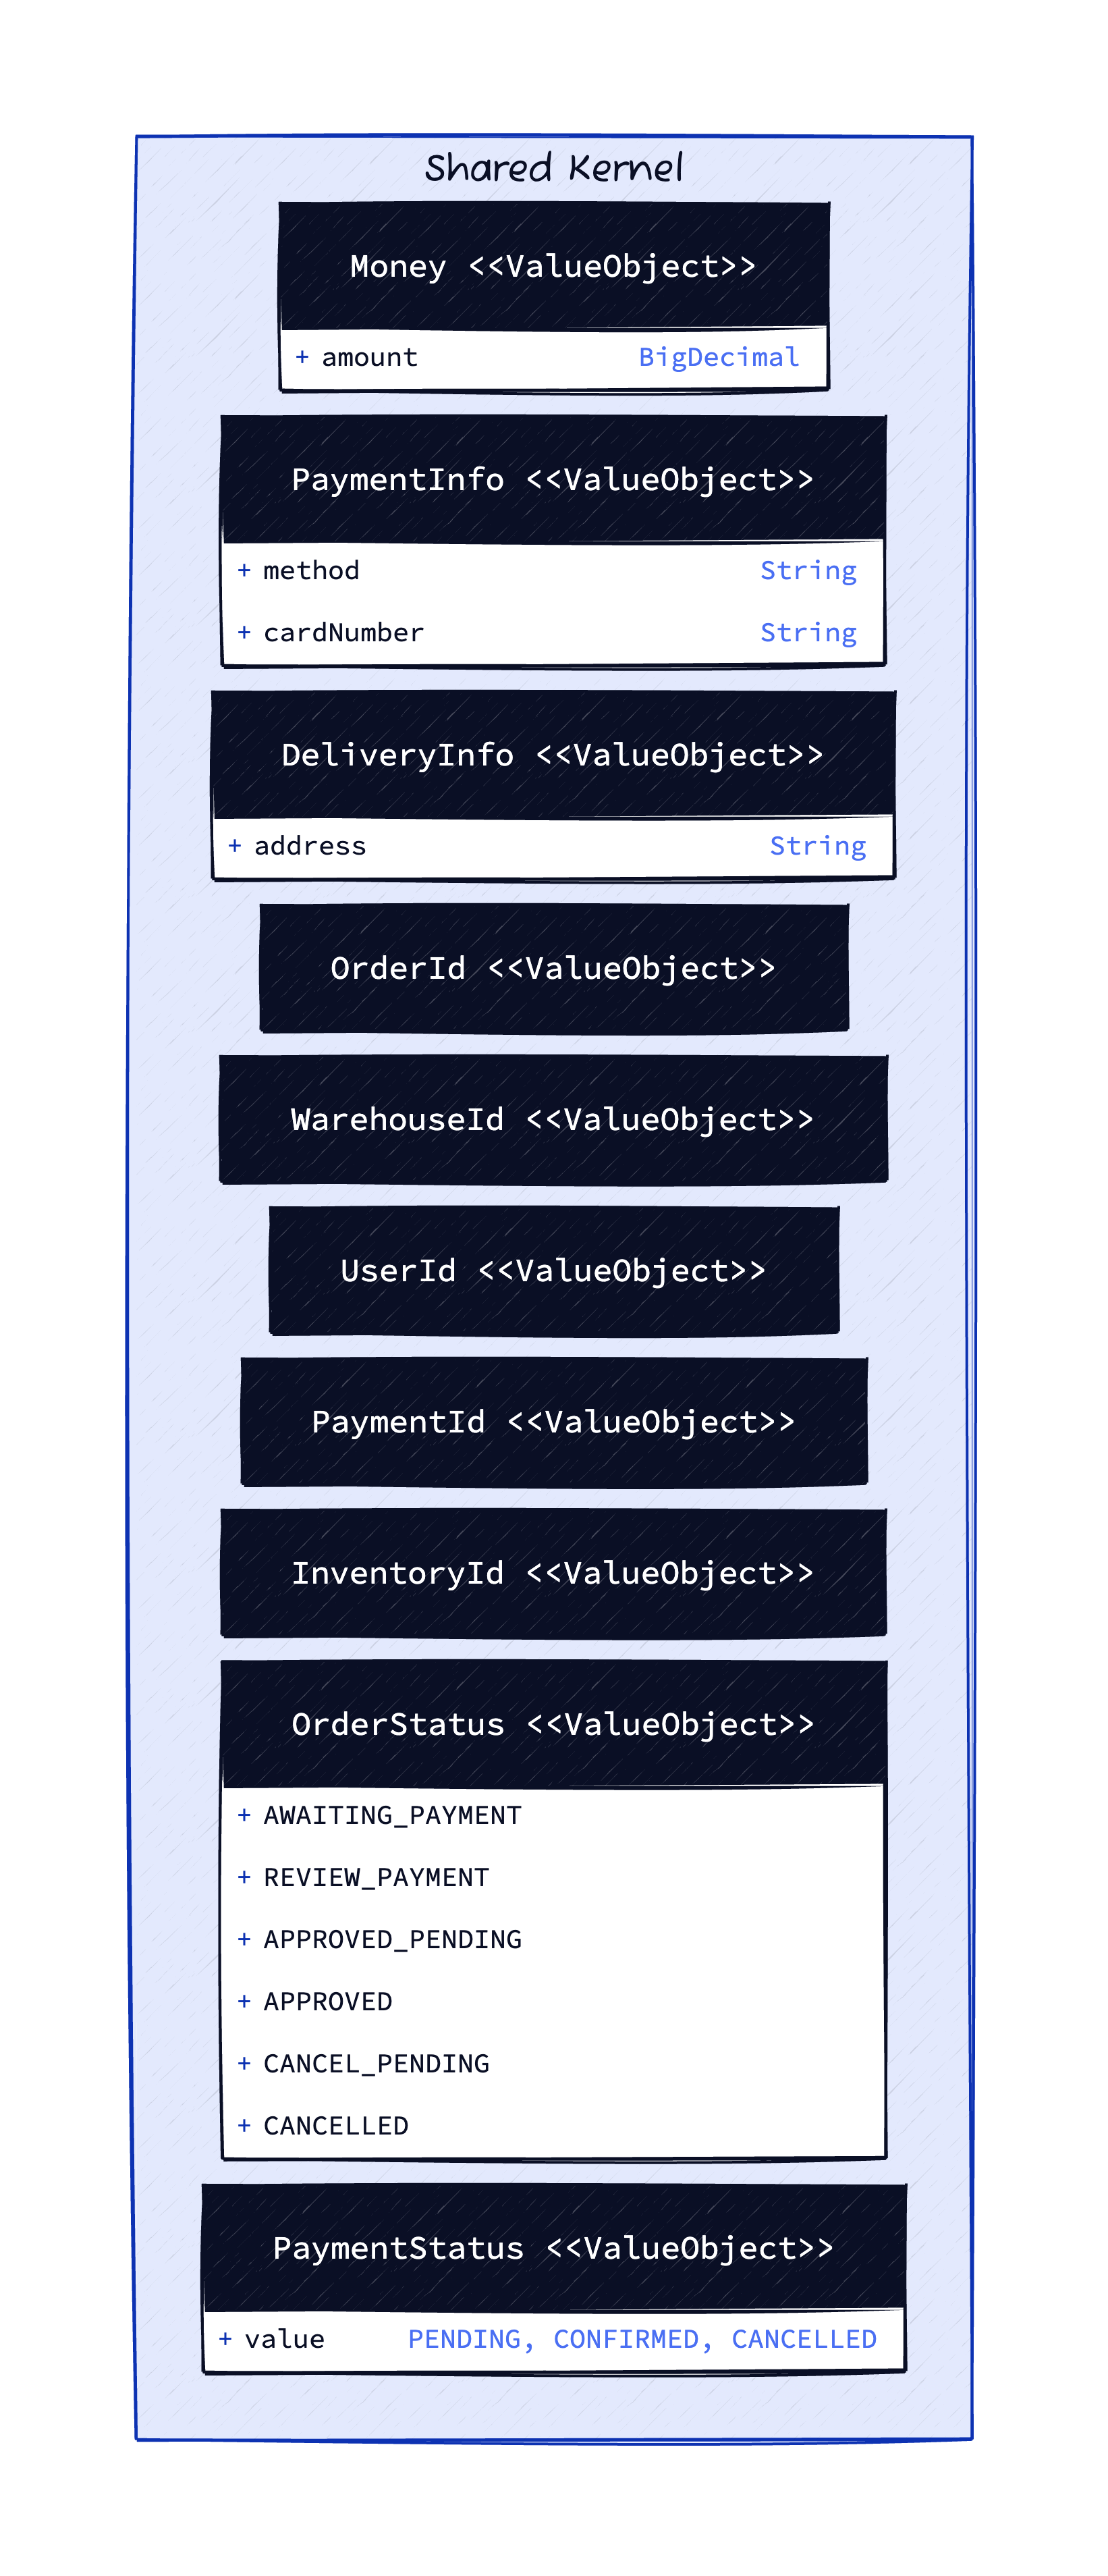 Shared Kernel
Money <<ValueObject>>
+ amount BigDecimal
PaymentInfo <<ValueObject>>
+ method String
+ cardNumber String
DeliveryInfo <<ValueObject>>
+ address String
OrderId <<ValueObject>>
WarehouseId <<ValueObject>>
UserId <<ValueObject>>
PaymentId <<ValueObject>>
InventoryId <<ValueObject>>
OrderStatus <<ValueObject>>
+ AWAITING_PAYMENT
+ REVIEW_PAYMENT
+ APPROVED_PENDING
+ APPROVED
+ CANCEL_PENDING
+ CANCELLED
PaymentStatus <<ValueObject>>
+ value PENDING, CONFIRMED, CANCELLED